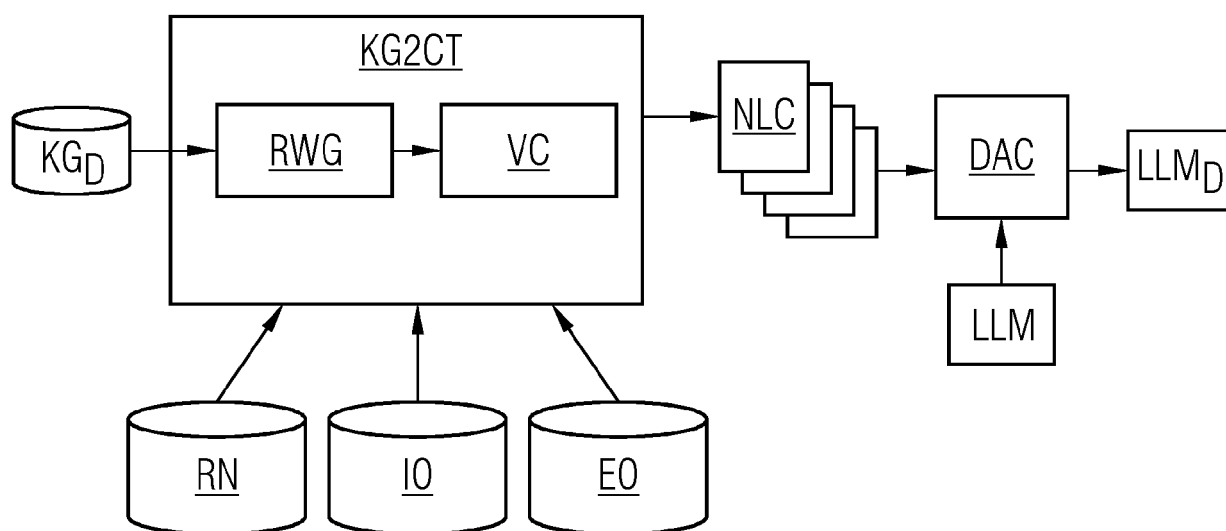 KG2CT
KGD
RWG
VC
NLC
DAC
LLMD
LLM
RN
IO
EO